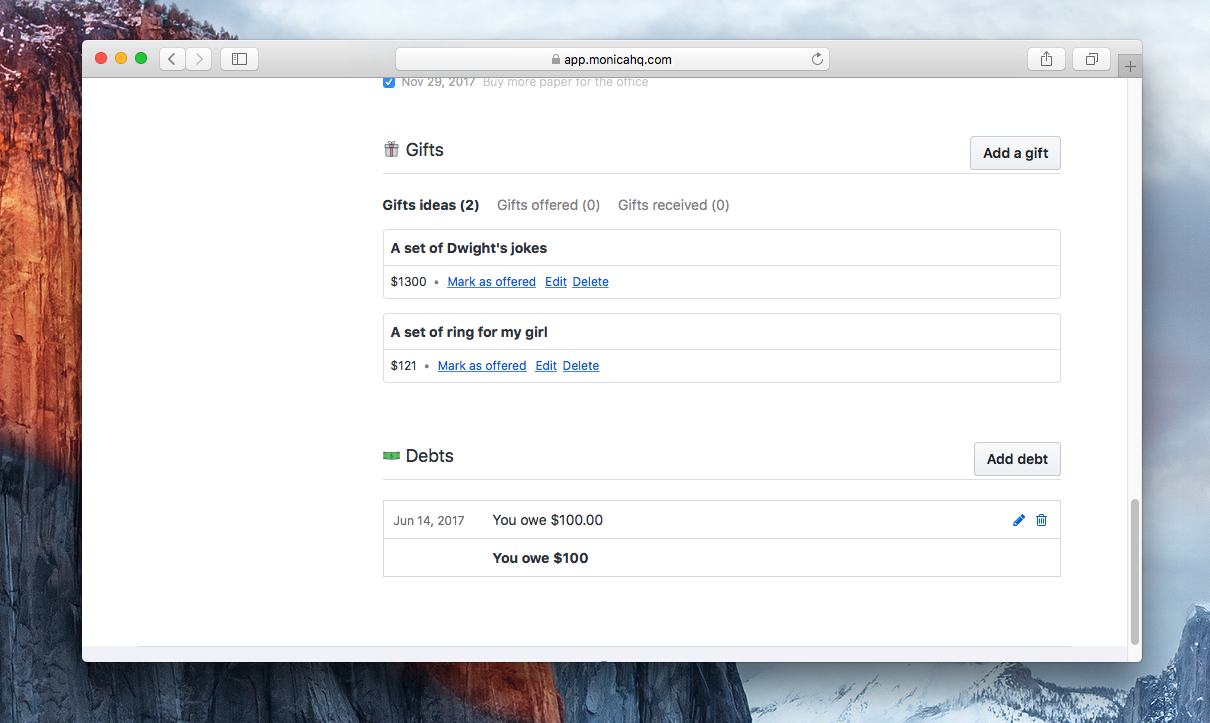 app.monicahq.com
Nov 29, 2017 Buy more paper for the office
Gifts
Add a gift
Gifts ideas (2) Gifts offered (0) Gifts received (0)
A set of Dwight's jokes
$1300 • Mark as offered Edit Delete
A set of ring for my girl
$121 • Mark as offered Edit Delete
Debts
Add debt
Jun 14, 2017 You owe $100.00
You owe $100